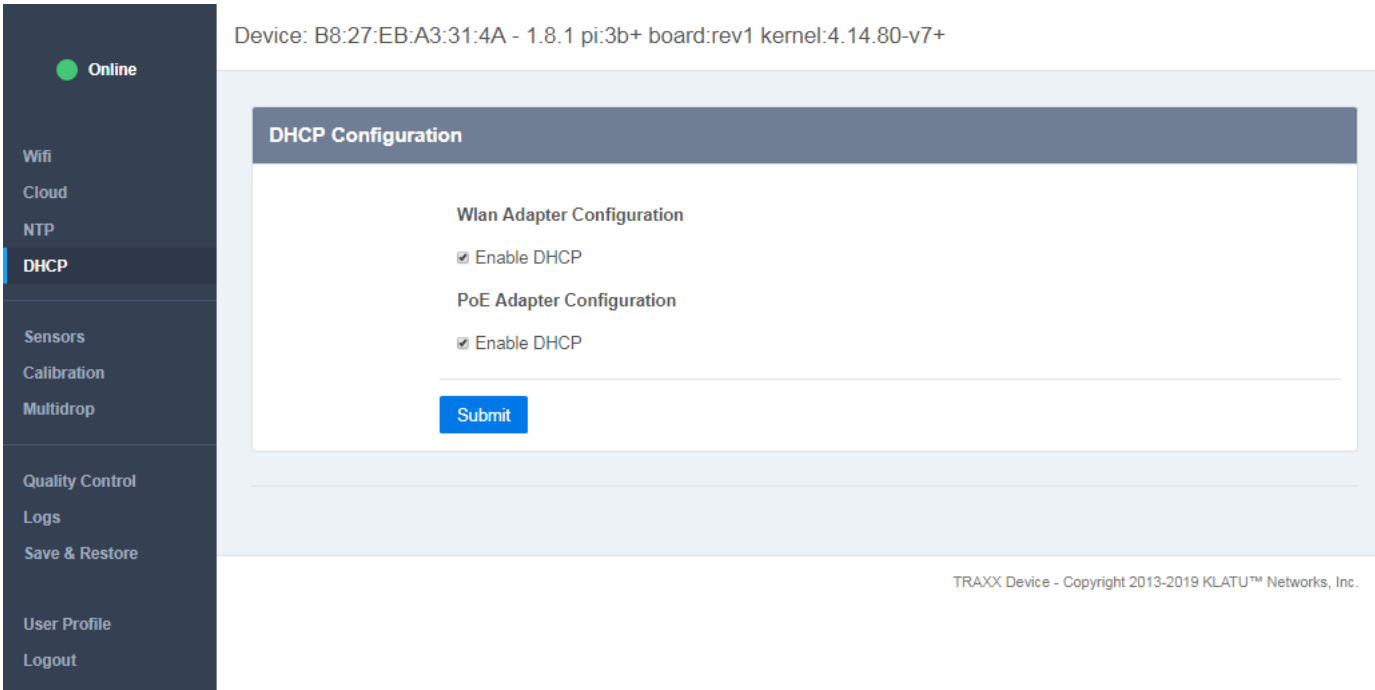 Device: B8:27:EB:A3:31:4A - 1.8.1 pi:3b+ board:rev1 kernel:4.14.80-v7+
Online
Wifi
Cloud
NTP
DHCP
Sensors
Calibration
Multidrop
Quality Control
Logs
Save & Restore
User Profile
Logout
DHCP Configuration
Wlan Adapter Configuration
Enable DHCP
PoE Adapter Configuration
Enable DHCP
Submit
TRAXX Device - Copyright 2013-2019 KLATU™ Networks, Inc.